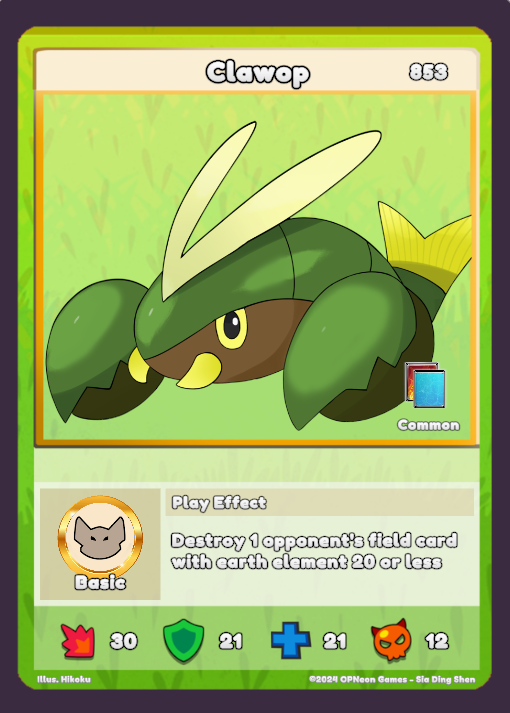 Clawop 853
Common
Play Effect
Destroy 1 opponent's field card
with earth element 20 or less
Basic
30 21 21 12
Illus. Hikoku ©2024 OPNeon Games - Sia Ding Shen